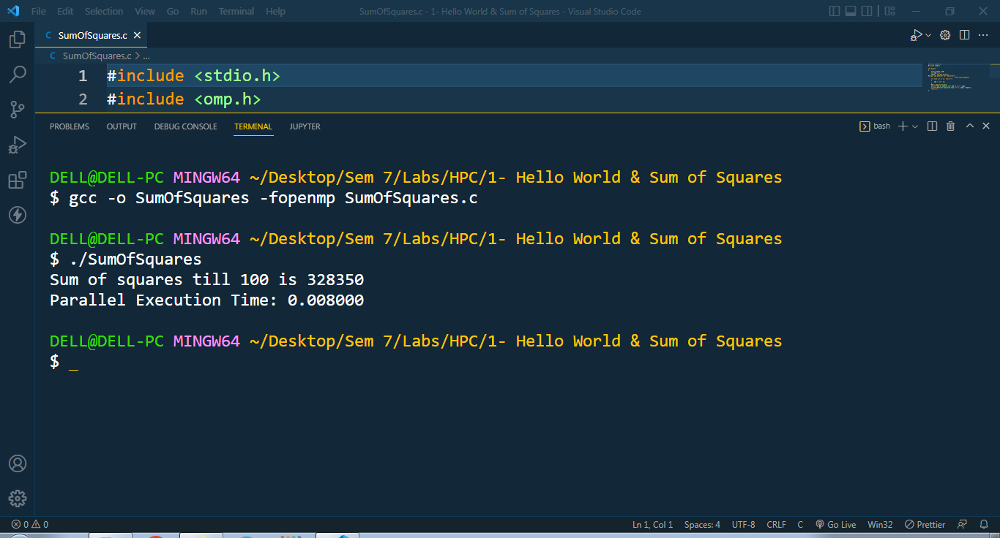 File Edit Selection View Go Run Terminal Help SumOfSquares.c - 1- Hello World & Sum of Squares - Visual Studio Code
C SumOfSquares.c
C SumOfSquares.c > ...
1 #include <stdio.h>
2 #include <omp.h>
PROBLEMS OUTPUT DEBUG CONSOLE TERMINAL JUPYTER bash
DELL@DELL-PC MINGW64 ~/Desktop/Sem 7/Labs/HPC/1- Hello World & Sum of Squares
$ gcc -o SumOfSquares -fopenmp SumOfSquares.c
DELL@DELL-PC MINGW64 ~/Desktop/Sem 7/Labs/HPC/1- Hello World & Sum of Squares
$ ./SumOfSquares
Sum of squares till 100 is 328350
Parallel Execution Time: 0.008000
DELL@DELL-PC MINGW64 ~/Desktop/Sem 7/Labs/HPC/1- Hello World & Sum of Squares
$ _
0 0 Ln 1, Col 1 Spaces: 4 UTF-8 CRLF C Go Live Win32 Prettier